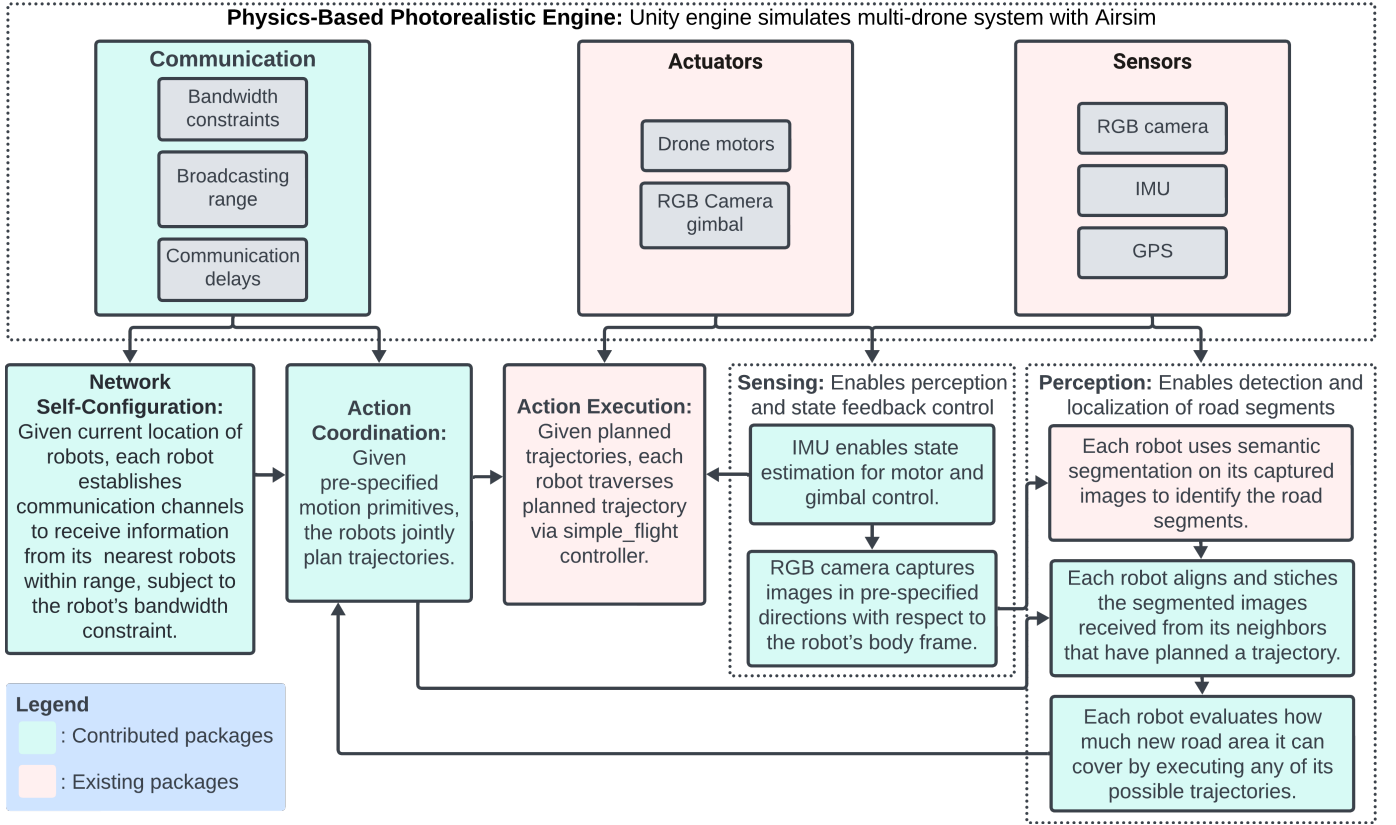 Physics-Based Photorealistic Engine: Unity engine simulates multi-drone system with Airsim
Communication
Bandwidth
constraints
Broadcasting
range
Communication
delays
Actuators
Drone motors
RGB Camera
gimbal
Sensors
RGB camera
IMU
GPS
Network
Self-Configuration:
Given current location of
robots, each robot
establishes
communication channels
to receive information
from its nearest robots
within range, subject to
the robot's bandwidth
constraint.
Action
Coordination:
Given
pre-specified
motion primitives,
the robots jointly
plan trajectories.
Action Execution:
Given planned
trajectories, each
robot traverses
planned trajectory
via simple_flight
controller.
Sensing: Enables perception
and state feedback control
IMU enables state
estimation for motor and
gimbal control.
RGB camera captures
images in pre-specified
directions with respect to
the robot's body frame.
Perception: Enables detection and
localization of road segments
Each robot uses semantic
segmentation on its captured
images to identify the road
segments.
Each robot aligns and stiches
the segmented images
received from its neighbors
that have planned a trajectory.
Each robot evaluates how
much new road area it can
cover by executing any of its
possible trajectories.
Legend
: Contributed packages
: Existing packages